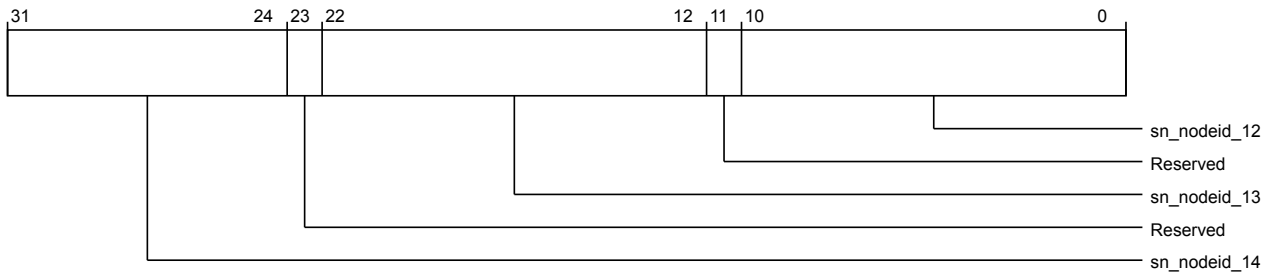 31 24 23 22 12 11 10 0
sn_nodeid_12
Reserved
sn_nodeid_13
Reserved
sn_nodeid_14